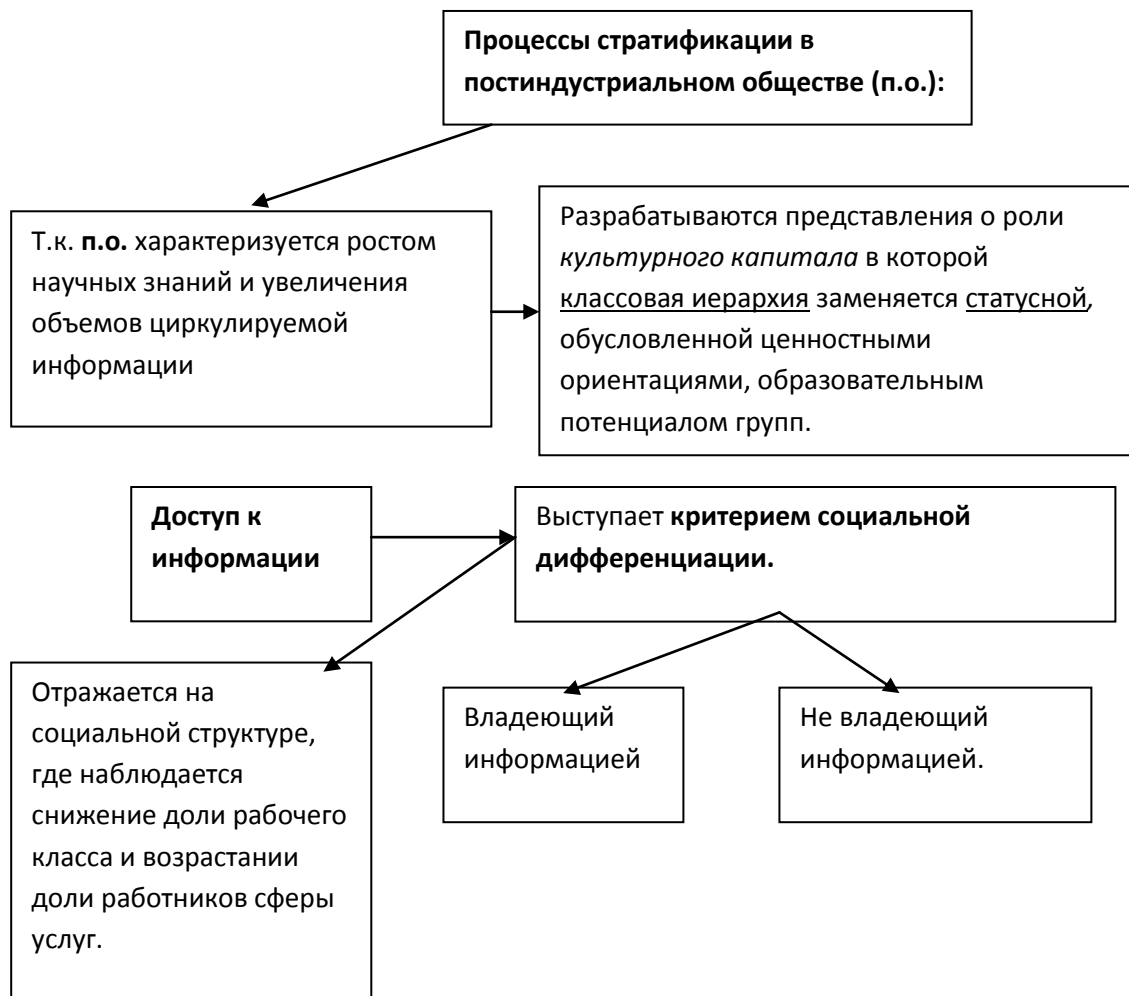 Процессы стратификации в
постиндустриальном обществе (п.о.):
Т.к. п.о. характеризуется ростом
научных знаний и увеличения
объемов циркулируемой
информации
Разрабатываются представления о роли
культурного капитала в которой
классовая иерархия заменяется статусной,
обусловленной ценностными
ориентациями, образовательным
потенциалом групп.
Доступ к
информации
Выступает критерием социальной
дифференциации.
Отражается на
социальной структуре,
где наблюдается
снижение доли рабочего
класса и возрастании
доли работников сферы
услуг.
Владеющий
информацией
Не владеющий
информацией.